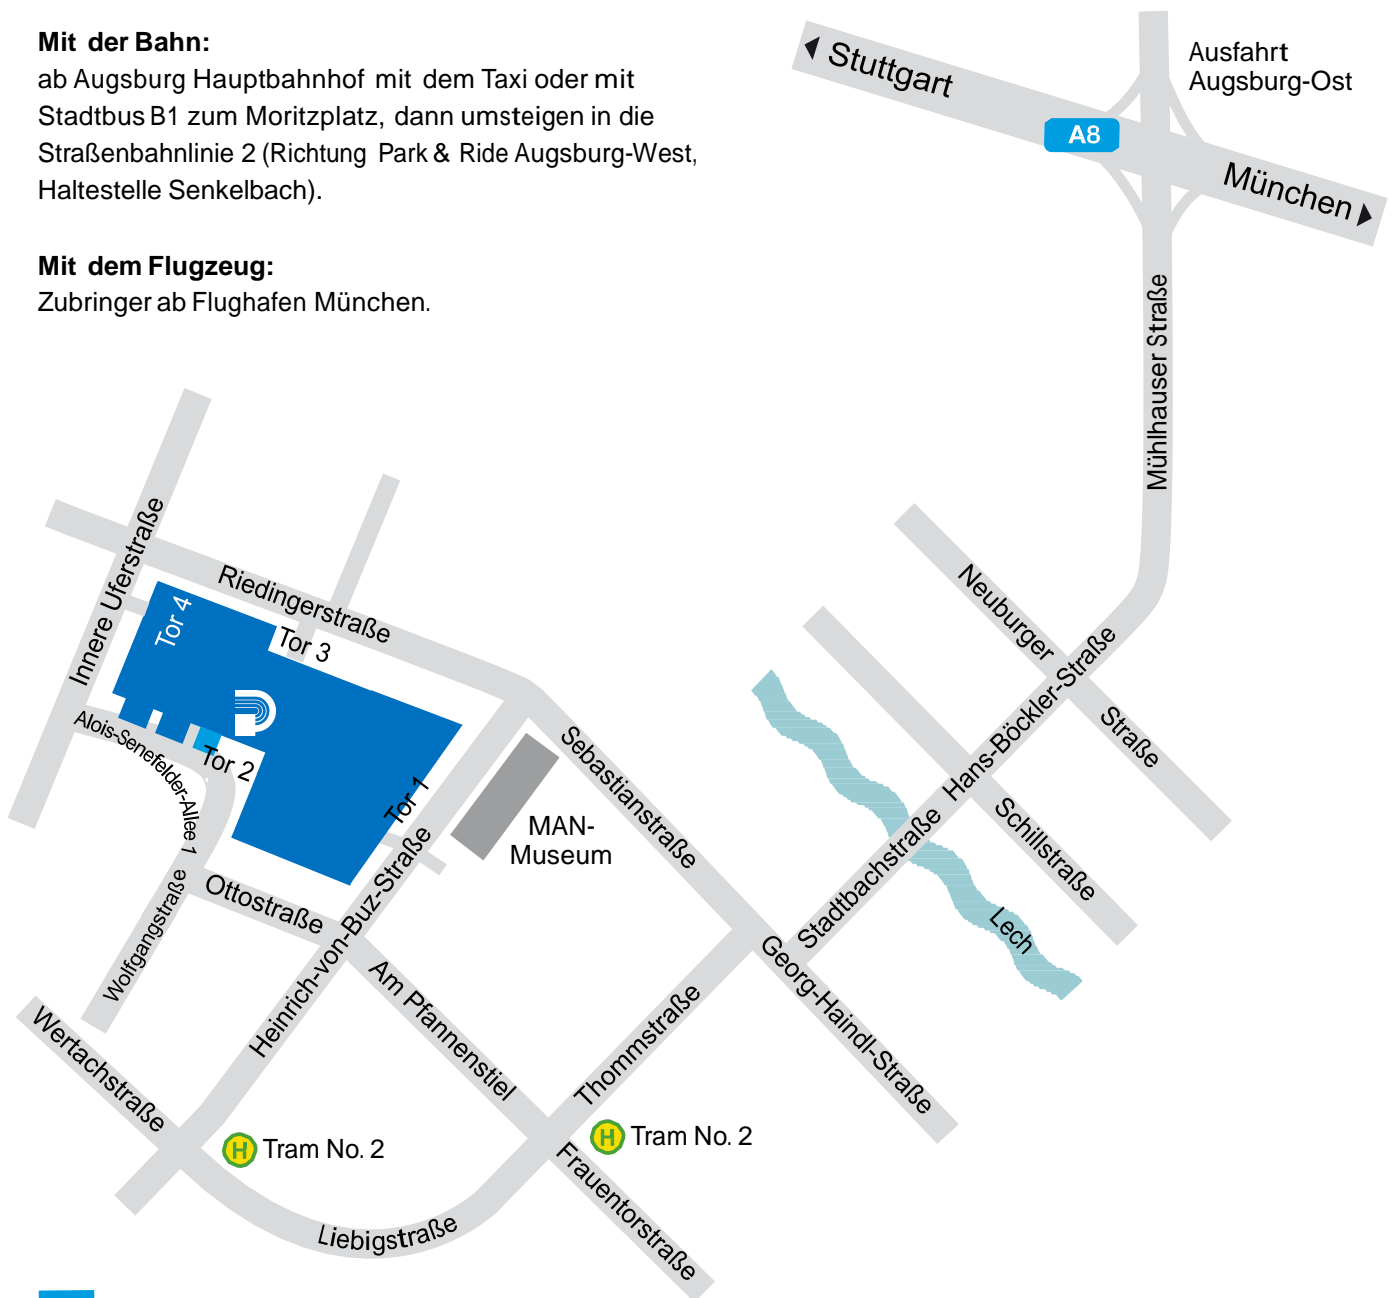 Mit der Bahn:
ab Augsburg Hauptbahnhof mit dem Taxi oder mit
Stadtbus B1 zum Moritzplatz, dann umsteigen in die
Straßenbahnlinie 2 (Richtung Park & Ride Augsburg-West,
Haltestelle Senkelbach).
Mit dem Flugzeug:
Zubringer ab Flughafen München.
Stuttgart
Ausfahrt
Augsburg-Ost
A8
München
Mühlhauser Straße
Innere Uferstraße
Riedingerstraße
Tor 4
Tor 3
Neuburger
Straße
Hans-Böckler-Straße
Alois-Senefelder-Allee 1
Tor 2
Tor 1
Sebastianstraße
MAN-
Museum
Schillstraße
Stadtbachstraße
Lech
Ottostraße
Wolfgangstraße
Heinrich-von-Buz-Straße
Am Pfannenstiel
Georg-Haindl-Straße
Thommstraße
Wertachstraße
H Tram No. 2
H Tram No. 2
Frauentorstraße
Liebigstraße